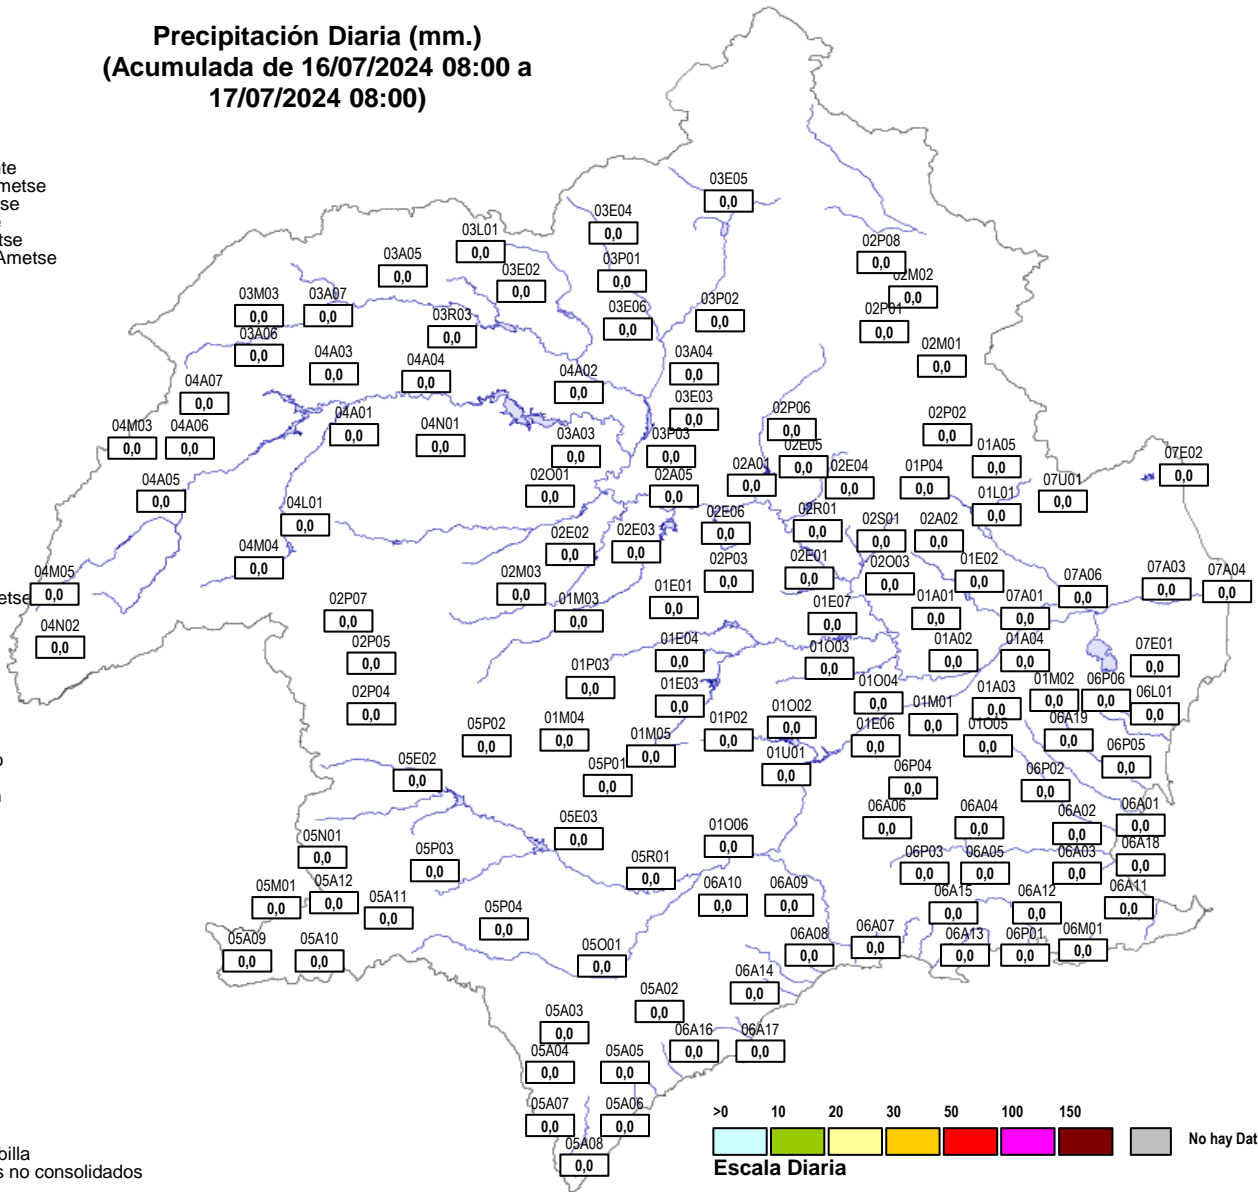 Precipitación Diaria (mm.)
(Acumulada de 16/07/2024 08:00 a
17/07/2024 08:00)
03E05
0,0
03E04
0,0
03L01
0,0
03A05
0,0
03P01
0,0
03E02
0,0
02P08
0,0
02M02
0,0
03M03
0,0
03A07
0,0
03R03
0,0
03E06
0,0
03P02
0,0
02P01
0,0
03A06
0,0
04A03
0,0
04A04
0,0
04A02
0,0
03A04
0,0
02M01
0,0
04A07
0,0
03E03
0,0
04M03
0,0
04A06
0,0
04A01
0,0
04N01
0,0
03A03
0,0
03P03
0,0
02P06
0,0
02P02
0,0
02E05
0,0
01A05
0,0
07E02
0,0
04A05
0,0
02O01
0,0
02A05
0,0
02A01
0,0
02E04
0,0
01P04
0,0
07U01
0,0
01L01
0,0
04L01
0,0
02E06
0,0
02R01
0,0
02S01
0,0
02A02
0,0
02E02
0,0
02E03
0,0
04M04
0,0
04M05
0,0
02M03
0,0
02P03
0,0
02E01
0,0
02O03
0,0
01E02
0,0
07A06
0,0
07A03
0,0
07A04
0,0
01E01
0,0
01M03
0,0
02P07
0,0
01E07
0,0
01A01
0,0
07A01
0,0
04N02
0,0
02P05
0,0
01E04
0,0
01O03
0,0
01A02
0,0
01A04
0,0
07E01
0,0
01P03
0,0
02P04
0,0
01E03
0,0
01O04
0,0
01A03
0,0
01M02
0,0
06P06
0,0
06L01
0,0
05P02
0,0
01M04
0,0
01M05
0,0
01P02
0,0
01O02
0,0
01M01
0,0
01E06
0,0
01O05
0,0
06A19
0,0
06P05
0,0
05E02
0,0
05P01
0,0
01U01
0,0
06P04
0,0
06P02
0,0
05E03
0,0
01O06
0,0
06A06
0,0
06A04
0,0
06A02
0,0
06A01
0,0
05N01
0,0
05P03
0,0
05R01
0,0
06P03
0,0
06A05
0,0
06A03
0,0
06A18
0,0
05M01
0,0
05A12
0,0
05A11
0,0
06A10
0,0
06A09
0,0
06A15
0,0
06A12
0,0
06A11
0,0
05P04
0,0
05A09
0,0
05A10
0,0
05O01
0,0
06A08
0,0
06A07
0,0
06A13
0,0
06P01
0,0
06M01
0,0
06A14
0,0
05A02
0,0
05A03
0,0
06A16
0,0
06A17
0,0
05A04
0,0
05A05
0,0
05A07
0,0
05A06
0,0
05A08
0,0
>0 10 20 30 50 100 150
No hay Dat
Escala Diaria
no consolidados